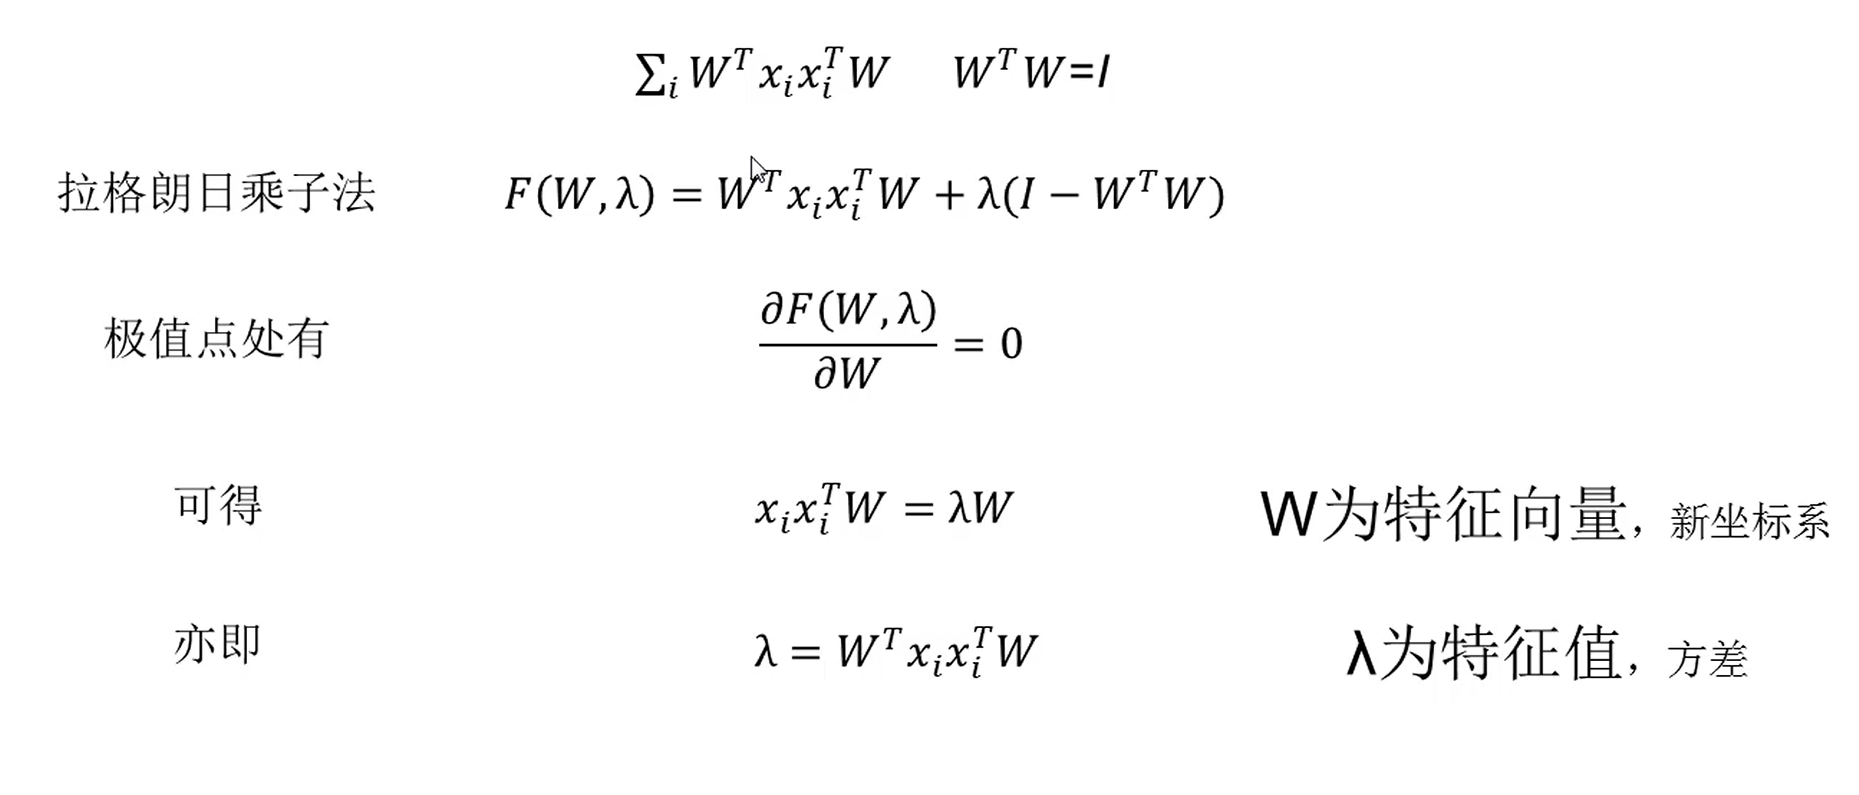 ∑ᵢ WᵀxᵢxᵢᵀW  WᵀW=I
拉格朗日乘子法 F(W,λ) = WᵀxᵢxᵢᵀW + λ(I − WᵀW)
极值点处有 ∂F(W,λ)/∂W = 0
可得 xᵢxᵢᵀW = λW W为特征向量，新坐标系
亦即 λ = WᵀxᵢxᵢᵀW λ为特征值，方差